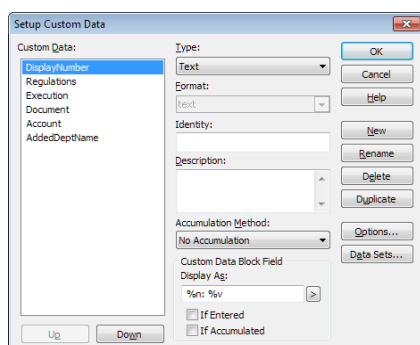 Setup Custom Data
Custom Data:
DisplayNumber
Regulations
Execution
Document
Account
AddedDeptName
Up
Down
Type:
Text
Format:
text
Identity:
Description:
Accumulation Method:
No Accumulation
Custom Data Block Field
Display As:
%n: %v
>
If Entered
If Accumulated
OK
Cancel
Help
New
Rename
Delete
Duplicate
Options...
Data Sets...